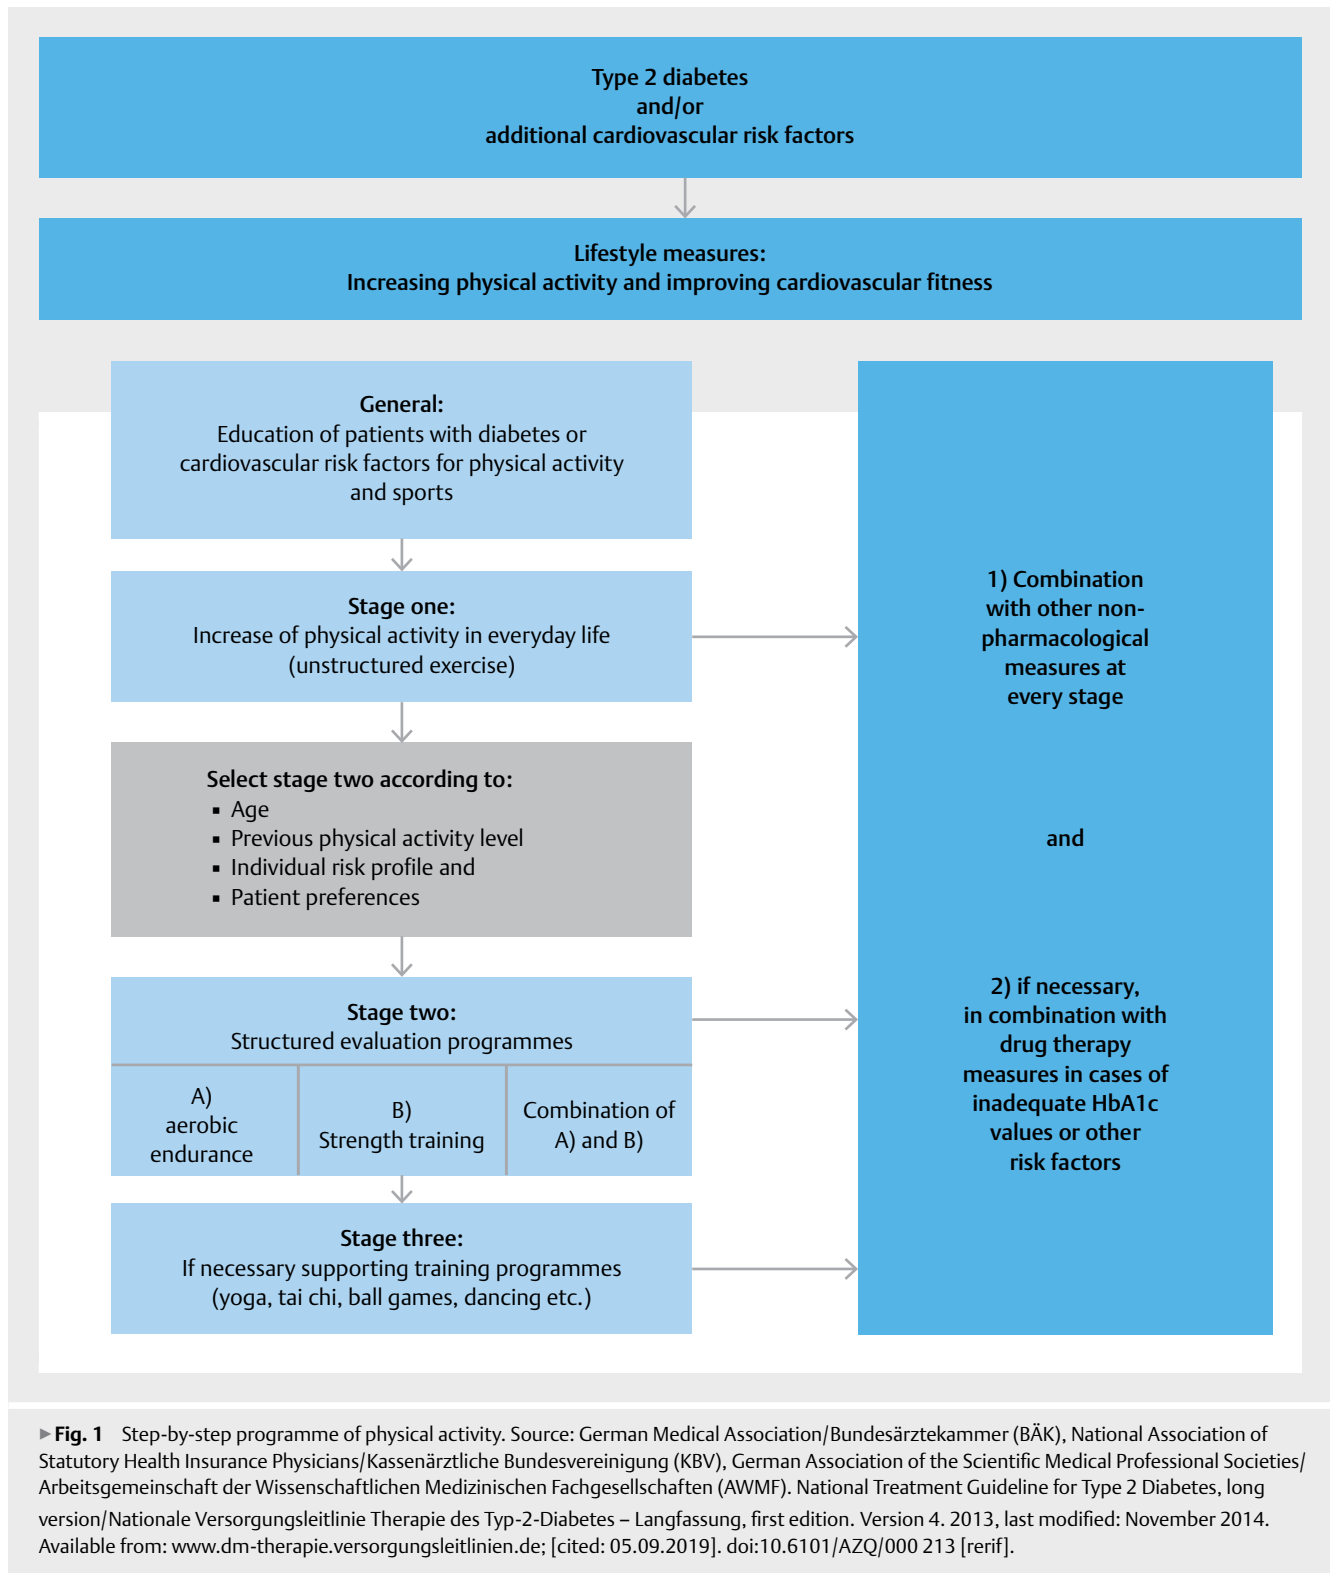 Type 2 diabetes
and/or
additional cardiovascular risk factors
Lifestyle measures:
Increasing physical activity and improving cardiovascular fitness
General:
Education of patients with diabetes or
cardiovascular risk factors for physical activity
and sports
Stage one:
Increase of physical activity in everyday life
(unstructured exercise)
Select stage two according to:
▪ Age
▪ Previous physical activity level
▪ Individual risk profile and
▪ Patient preferences
Stage two:
Structured evaluation programmes
A)
aerobic
endurance
B)
Strength training
Combination of
A) and B)
Stage three:
If necessary supporting training programmes
(yoga, tai chi, ball games, dancing etc.)
1) Combination
with other non-
pharmacological
measures at
every stage
and
2) if necessary,
in combination with
drug therapy
measures in cases of
inadequate HbA1c
values or other
risk factors
▶Fig. 1 Step-by-step programme of physical activity. Source: German Medical Association/Bundesärztekammer (BÄK), National Association of
Statutory Health Insurance Physicians/Kassenärztliche Bundesvereinigung (KBV), German Association of the Scientific Medical Professional Societies/
Arbeitsgemeinschaft der Wissenschaftlichen Medizinischen Fachgesellschaften (AWMF). National Treatment Guideline for Type 2 Diabetes, long
version/Nationale Versorgungsleitlinie Therapie des Typ-2-Diabetes – Langfassung, first edition. Version 4. 2013, last modified: November 2014.
Available from: www.dm-therapie.versorgungsleitlinien.de; [cited: 05.09.2019]. doi:10.6101/AZQ/000 213 [rerif].